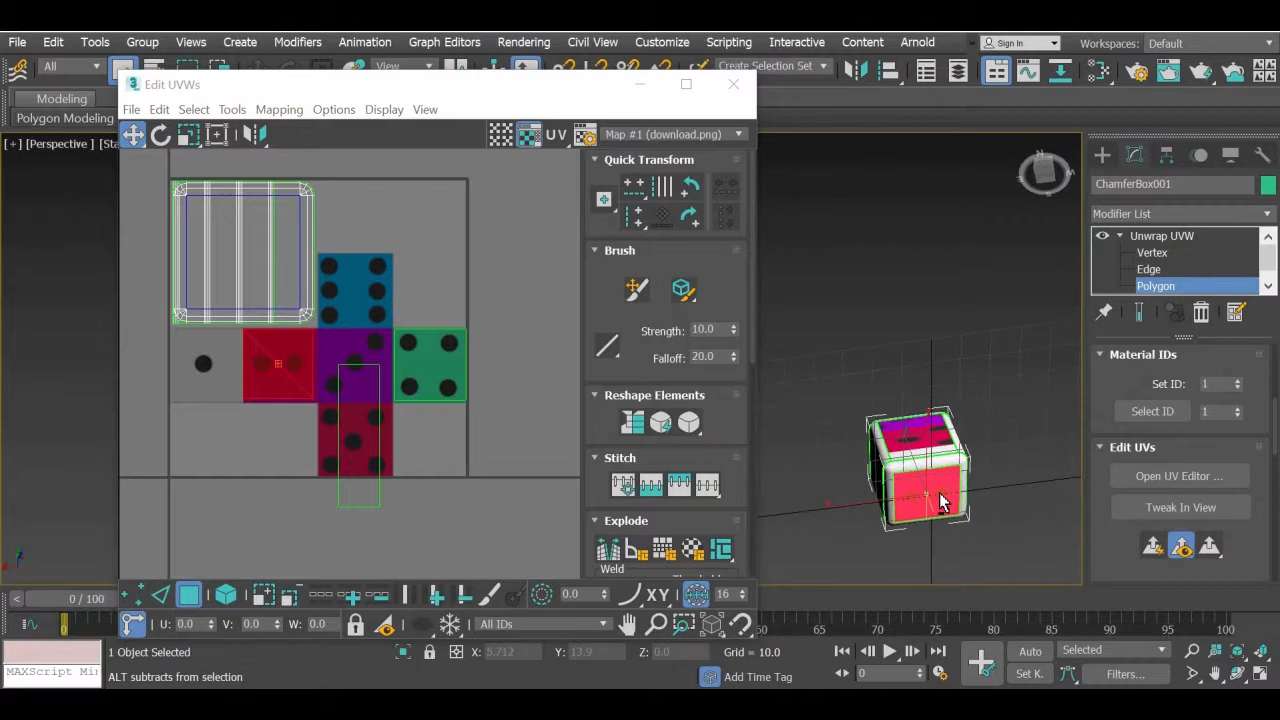 File Edit Tools Group Views Create Modifiers Animation Graph Editors Rendering Civil View Customize Scripting Interactive Content Arnold Sign In Workspaces: Default
All View Create Selection Set
Edit UVWs
Modeling
Polygon Modeling
File Edit Select Tools Mapping Options Display View
UV Map #1 (download.png)
[+] [Perspective] [Sta
Quick Transform
Brush
Strength: 10.0
Falloff: 20.0
Reshape Elements
Stitch
Explode
Weld
ChamferBox001
Modifier List
Unwrap UVW
Vertex
Edge
Polygon
Material IDs
Set ID: 1
Select ID 1
Edit UVs
Open UV Editor ...
Tweak In View
0.0 XY 16
U: 0.0 V: 0.0 W: 0.0 All IDs
0 / 100
0 60 65 70 75 80 85 90 95 100
1 Object Selected X: 5.712 Y: 13.9 Z: 0.0 Grid = 10.0 Auto Selected
MAXScript Min ALT subtracts from selection Add Time Tag 0 Set K. Filters...